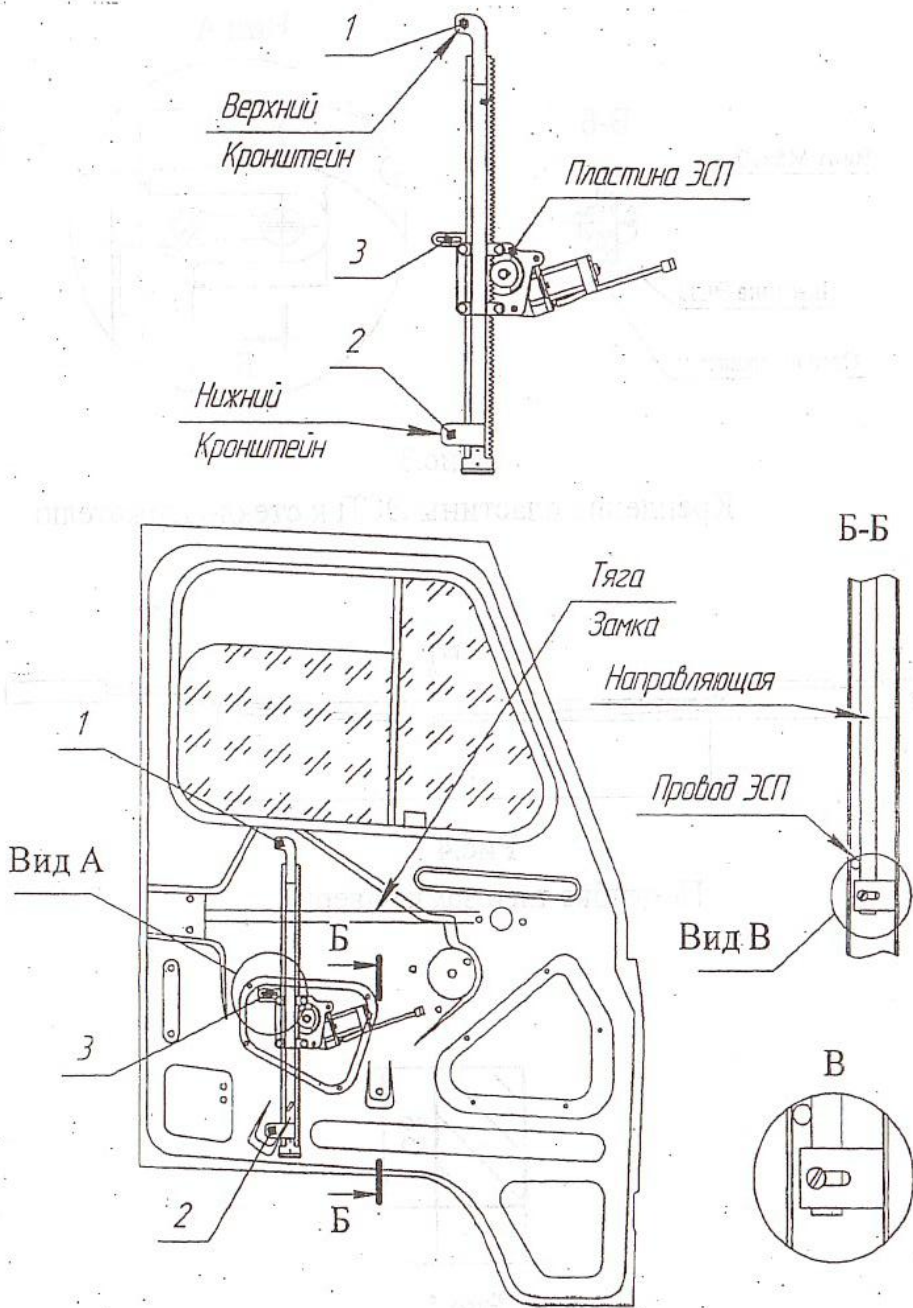 1
Верхний
Кронштейн
Пластина ЭСП
3
2
Нижний
Кронштейн
Б-Б
Тяга
Замка
Направляющая
1
Провод ЭСП
Вид А
Б
Вид В
3
В
2
Б